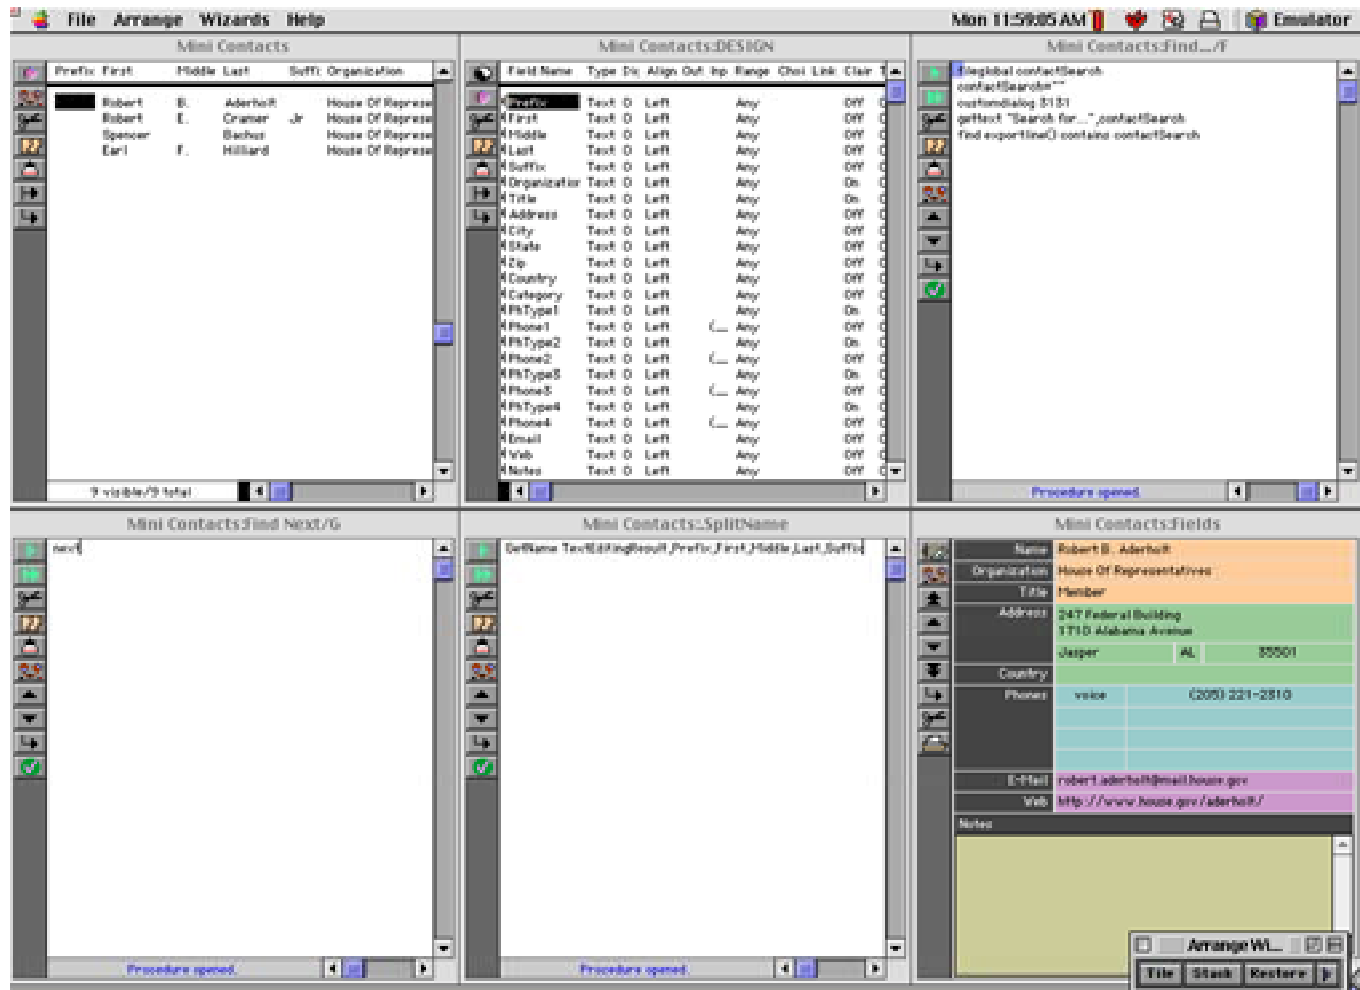 File Arrange Wizards Help Mon 11:59:05 AM Emulator
Mini Contacts
Prefix First Middle Last Suffi Organization
Robert B. Aderholt House Of Represe
Robert E. Cramer Jr House Of Represe
Spencer Bachus House Of Represe
Earl F. Hilliard House Of Represe
9 visible/9 total
Mini Contacts:DESIGN
Field Name Type Dig Align Out Inp Range Choi Link Clair T
Prefix Text 0 Left Any Off
First Text 0 Left Any Off
Middle Text 0 Left Any Off
Last Text 0 Left Any Off
Suffix Text 0 Left Any Off
Organization Text 0 Left Any On
Title Text 0 Left Any On
Address Text 0 Left Any Off
City Text 0 Left Any Off
State Text 0 Left Any Off
Zip Text 0 Left Any Off
Country Text 0 Left Any Off
Category Text 0 Left Any Off
PhType1 Text 0 Left Any On
Phone1 Text 0 Left (... Any Off
PhType2 Text 0 Left Any On
Phone2 Text 0 Left (... Any Off
PhType3 Text 0 Left Any On
Phone3 Text 0 Left (... Any Off
PhType4 Text 0 Left Any On
Phone4 Text 0 Left (... Any Off
Email Text 0 Left Any Off
Web Text 0 Left Any Off
Notes Text 0 Left Any Off
Mini Contacts:Find.../F
fileglobal contactSearch
contactSearch=""
customdialog 3131
gettext "Search for...",contactSearch
find exportline() contains contactSearch
Procedure opened.
Mini Contacts:Find Next/G
next
Procedure opened.
Mini Contacts:.SplitName
GetName TextEditingResult,Prefix,First,Middle,Last,Suffix
Procedure opened.
Mini Contacts:Fields
Name Robert B. Aderholt
Organization House Of Representatives
Title Member
Address 247 Federal Building
1710 Alabama Avenue
Jasper AL 35501
Country
Phones voice (205) 221-2310
E-Mail robert.aderholt@mail.house.gov
Web http://www.house.gov/aderholt/
Notes
Arrange Wi...
Tile Stack Restore